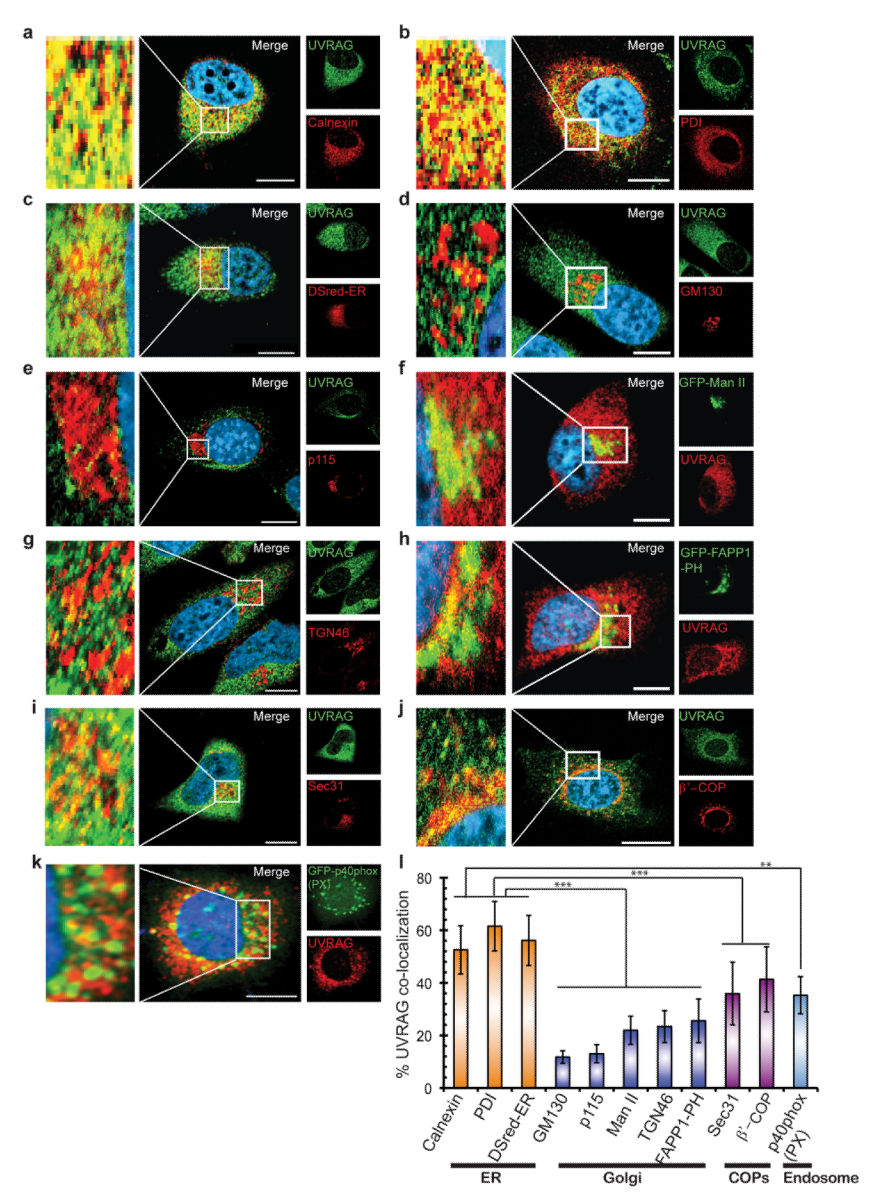 a
Merge
UVRAG
Calnexin
b
Merge
UVRAG
PDI
c
Merge
UVRAG
DSred-ER
d
Merge
UVRAG
GM130
e
Merge
UVRAG
p115
f
Merge
GFP-Man II
UVRAG
g
Merge
UVRAG
TGN46
h
Merge
GFP-FAPP1
-PH
UVRAG
i
Merge
UVRAG
Sec31
j
Merge
UVRAG
β'–COP
k
Merge
GFP-p40phox
(PX)
UVRAG
l
% UVRAG co-localization
80
60
40
20
0
**
***
***
Calnexin
PDI
DSred-ER
GM130
p115
Man II
TGN46
FAPP1-PH
Sec31
β'–COP
p40phox
(PX)
ER
Golgi
COPs
Endosome